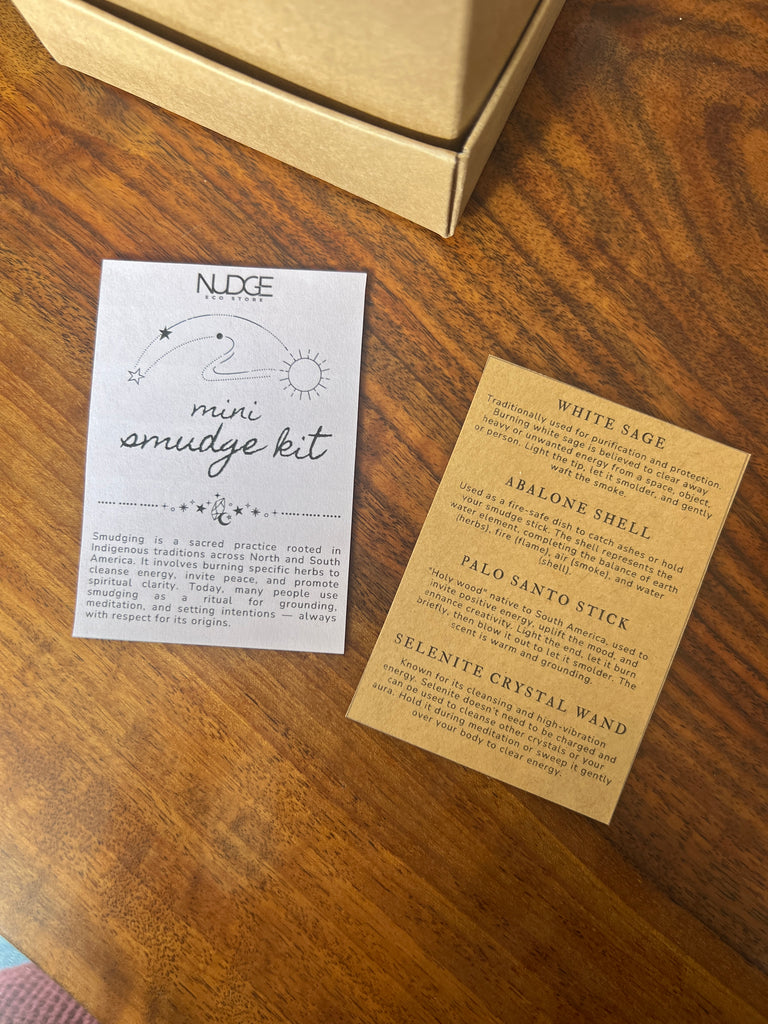 NUDGE
ECO STORE
mini
smudge kit
Smudging is a sacred practice rooted in
Indigenous traditions across North and South
America. It involves burning specific herbs to
cleanse energy, invite peace, and promote
spiritual clarity. Today, many people use
smudging as a ritual for grounding,
meditation, and setting intentions — always
with respect for its origins.
WHITE SAGE
Traditionally used for purification and protection.
Burning white sage is believed to clear away
heavy or unwanted energy from a space, object,
or person. Light the tip, let it smolder, and gently
waft the smoke.
ABALONE SHELL
Used as a fire-safe dish to catch ashes or hold
your smudge stick. The shell represents the
water element, completing the balance of earth
(herbs), fire (flame), air (smoke), and water
(shell).
PALO SANTO STICK
"Holy wood" native to South America, used to
invite positive energy, uplift the mood, and
enhance creativity. Light the end, let it burn
briefly, then blow it out to let it smolder. The
scent is warm and grounding.
SELENITE CRYSTAL WAND
Known for its cleansing and high-vibration
energy. Selenite doesn't need to be charged and
can be used to cleanse other crystals or your
aura. Hold it during meditation or sweep it gently
over your body to clear energy.